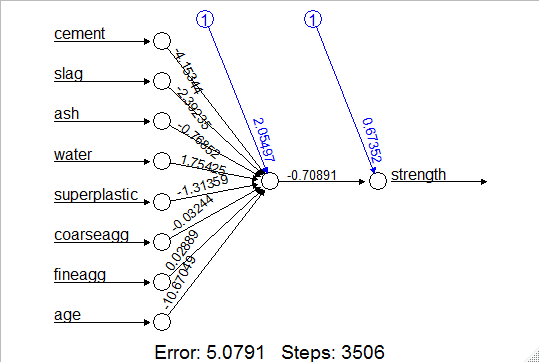 cement
slag
ash
water
superplastic
coarseagg
fineagg
age
1
1
-4.15344
-2.39235
-0.76852
1.75425
-1.31359
-0.03244
0.02889
-10.67049
2.05497
-0.70891
0.67352
strength
Error: 5.0791 Steps: 3506